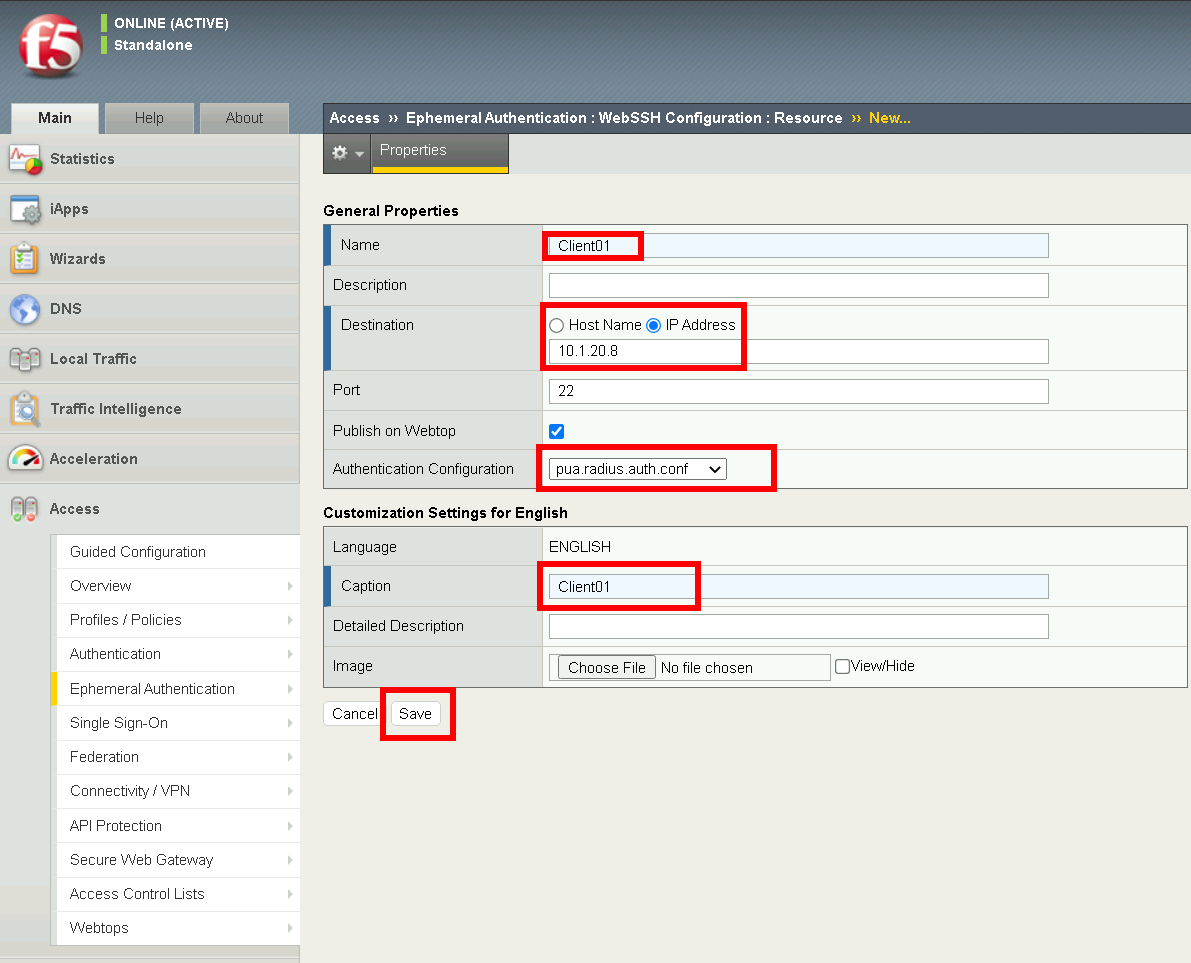 f5
ONLINE (ACTIVE)
Standalone
Main
Help
About
Access ›› Ephemeral Authentication : WebSSH Configuration : Resource ›› New...
Properties
Statistics
iApps
Wizards
DNS
Local Traffic
Traffic Intelligence
Acceleration
Access
Guided Configuration
Overview
Profiles / Policies
Authentication
Ephemeral Authentication
Single Sign-On
Federation
Connectivity / VPN
API Protection
Secure Web Gateway
Access Control Lists
Webtops
General Properties
Name Client01
Description
Destination Host Name IP Address
10.1.20.8
Port 22
Publish on Webtop
Authentication Configuration pua.radius.auth.conf
Customization Settings for English
Language ENGLISH
Caption Client01
Detailed Description
Image Choose File No file chosen View/Hide
Cancel Save